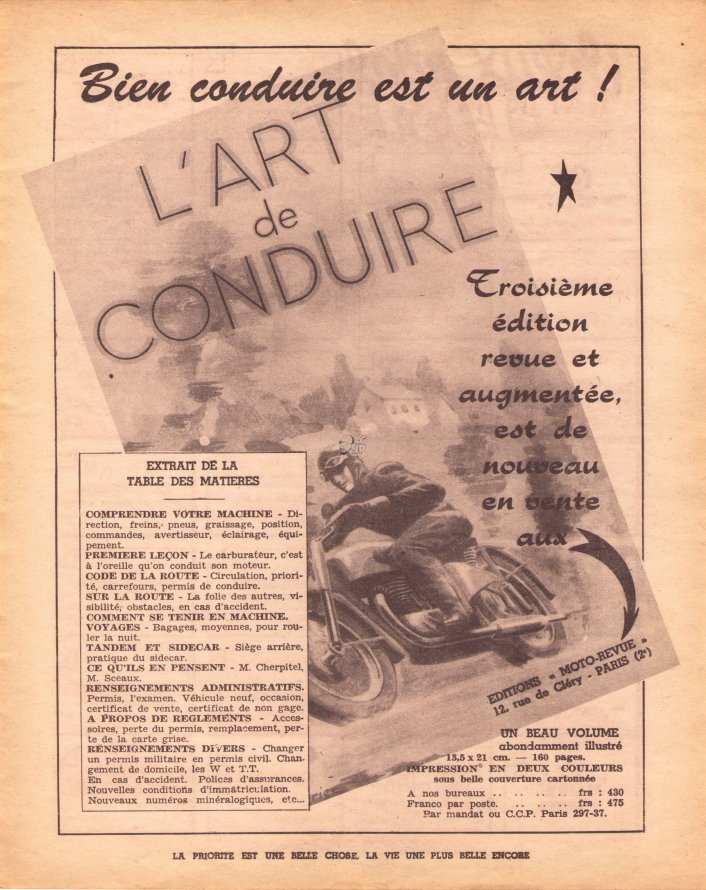 Bien conduire est un art !
L'ART
de
CONDUIRE
Troisième
édition
revue et
augmentée,
est de
nouveau
en vente
aux
EDITIONS « MOTO-REVUE »
12, rue de Cléry - PARIS (2e)
EXTRAIT DE LA
TABLE DES MATIERES
COMPRENDRE VOTRE MACHINE - Di-
rection, freins, pneus, graissage, position,
commandes, avertisseur, éclairage, équi-
pement.
PREMIERE LEÇON - Le carburateur, c'est
à l'oreille qu'on conduit son moteur.
CODE DE LA ROUTE - Circulation, priori-
té, carrefours, permis de conduire.
SUR LA ROUTE - La folie des autres, vi-
sibilité, obstacles, en cas d'accident.
COMMENT SE TENIR EN MACHINE.
VOYAGES - Bagages, moyennes, pour rou-
ler la nuit.
TANDEM ET SIDECAR - Siège arrière,
pratique du sidecar.
CE QU'ILS EN PENSENT - M. Cherpitel,
M. Sceaux.
RENSEIGNEMENTS ADMINISTRATIFS.
Permis, l'examen. Véhicule neuf, occasion,
certificat de vente, certificat de non gage.
A PROPOS DE REGLEMENTS - Acces-
soires, perte du permis, remplacement, per-
te de la carte grise.
RENSEIGNEMENTS DIVERS - Changer
un permis militaire en permis civil. Chan-
gement de domicile, les W et T.T.
En cas d'accident. Polices d'assurances.
Nouvelles conditions d'immatriculation.
Nouveaux numéros minéralogiques, etc...
UN BEAU VOLUME
abondamment illustré
13,5 x 21 cm. — 160 pages.
IMPRESSION EN DEUX COULEURS
sous belle couverture cartonnée
A nos bureaux .. .. .. .. frs : 430
Franco par poste. .. .. .. frs : 475
Par mandat ou C.C.P. Paris 297-37.
LA PRIORITE EST UNE BELLE CHOSE, LA VIE UNE PLUS BELLE ENCORE